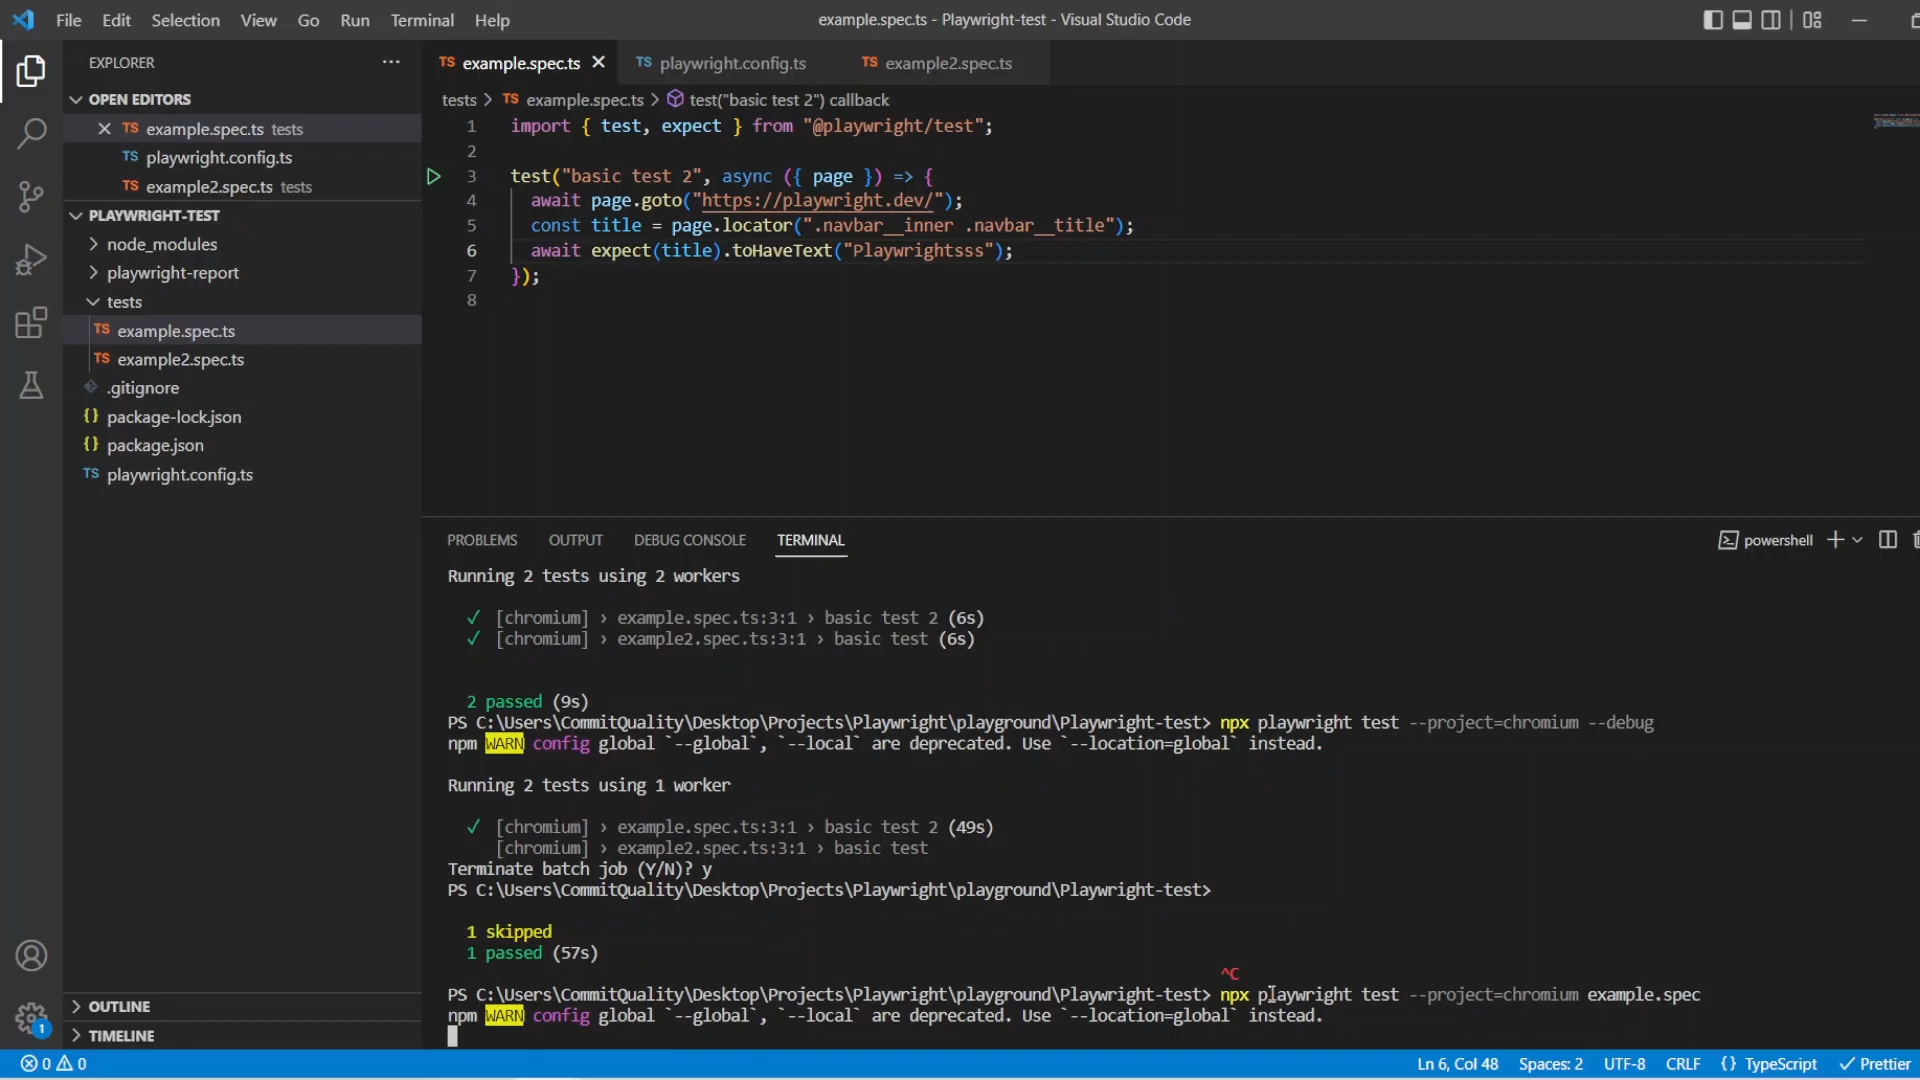 File Edit Selection View Go Run Terminal Help
example.spec.ts - Playwright-test - Visual Studio Code
EXPLORER
OPEN EDITORS
TS example.spec.ts tests
TS playwright.config.ts
TS example2.spec.ts tests
PLAYWRIGHT-TEST
node_modules
playwright-report
tests
TS example.spec.ts
TS example2.spec.ts
.gitignore
{} package-lock.json
{} package.json
TS playwright.config.ts
OUTLINE
TIMELINE
1
TS example.spec.ts
TS playwright.config.ts
TS example2.spec.ts
tests > TS example.spec.ts > test("basic test 2") callback
1 import { test, expect } from "@playwright/test";
2
3 test("basic test 2", async ({ page }) => {
4 await page.goto("https://playwright.dev/");
5 const title = page.locator(".navbar__inner .navbar__title");
6 await expect(title).toHaveText("Playwrightsss");
7 });
8
PROBLEMS OUTPUT DEBUG CONSOLE TERMINAL
powershell
Running 2 tests using 2 workers
✓ [chromium] › example.spec.ts:3:1 › basic test 2 (6s)
✓ [chromium] › example2.spec.ts:3:1 › basic test (6s)
2 passed (9s)
PS C:\Users\CommitQuality\Desktop\Projects\Playwright\playground\Playwright-test> npx playwright test --project=chromium --debug
npm WARN config global `--global`, `--local` are deprecated. Use `--location=global` instead.
Running 2 tests using 1 worker
✓ [chromium] › example.spec.ts:3:1 › basic test 2 (49s)
[chromium] › example2.spec.ts:3:1 › basic test
Terminate batch job (Y/N)? y
PS C:\Users\CommitQuality\Desktop\Projects\Playwright\playground\Playwright-test>
1 skipped
1 passed (57s)
^C
PS C:\Users\CommitQuality\Desktop\Projects\Playwright\playground\Playwright-test> npx playwright test --project=chromium example.spec
npm WARN config global `--global`, `--local` are deprecated. Use `--location=global` instead.
0 0
Ln 6, Col 48 Spaces: 2 UTF-8 CRLF {} TypeScript ✓ Prettier